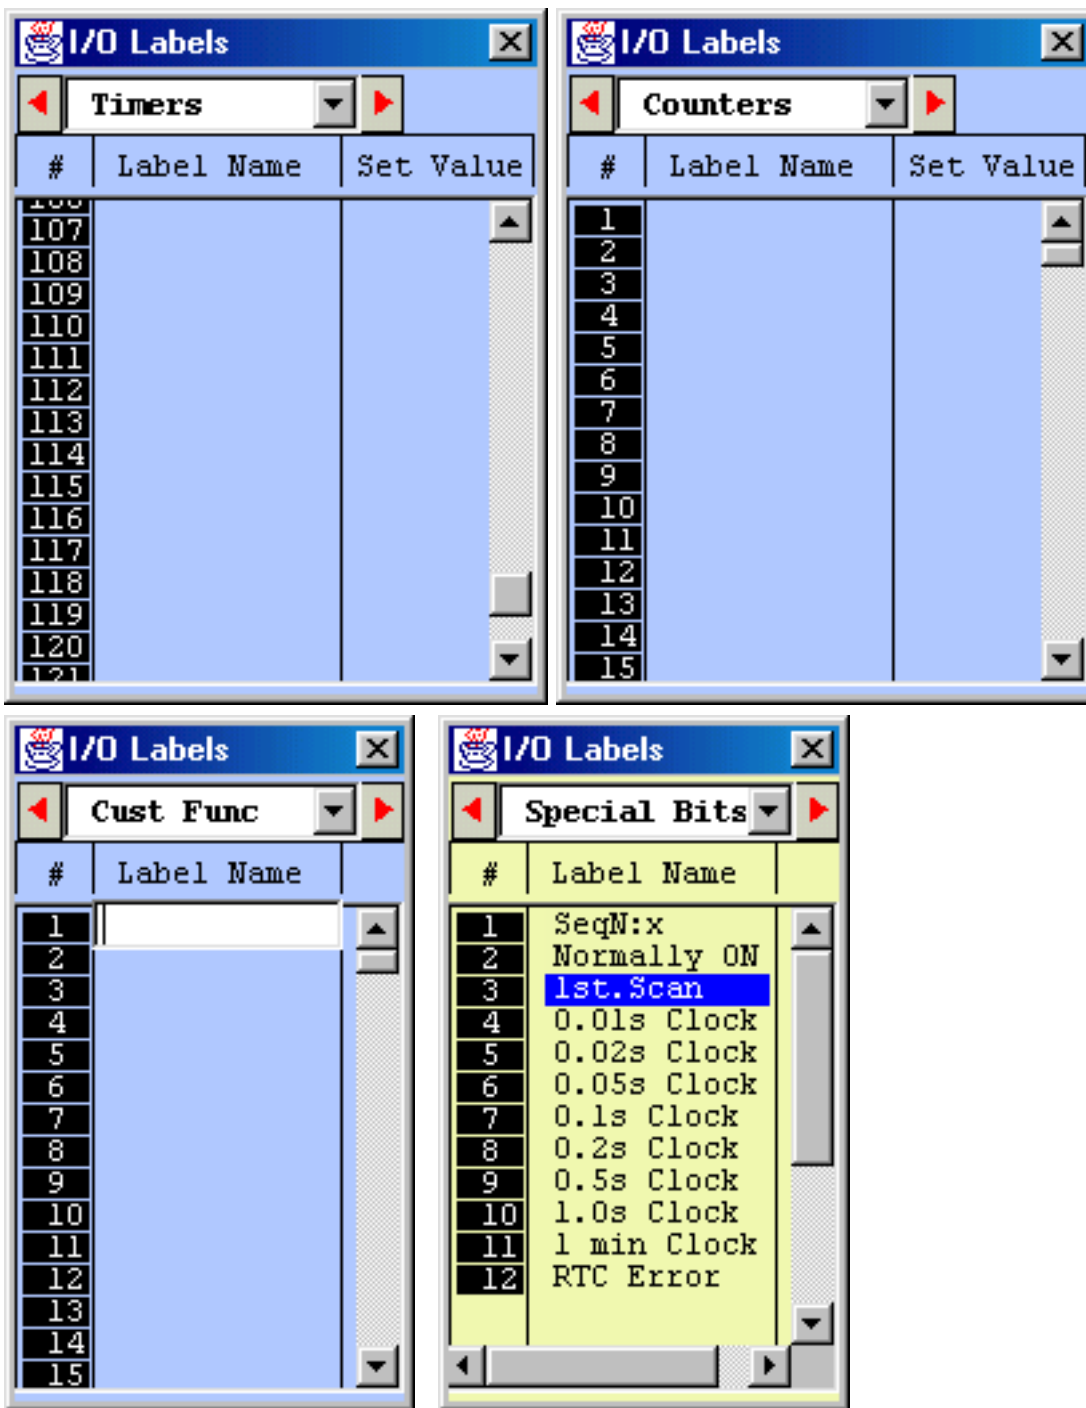 I/O Labels
Timers
# Label Name Set Value
106
107
108
109
110
111
112
113
114
115
116
117
118
119
120
121
I/O Labels
Counters
# Label Name Set Value
1
2
3
4
5
6
7
8
9
10
11
12
13
14
15
I/O Labels
Cust Func
# Label Name
1
2
3
4
5
6
7
8
9
10
11
12
13
14
15
I/O Labels
Special Bits
# Label Name
1 SeqN:x
2 Normally ON
3 1st.Scan
4 0.01s Clock
5 0.02s Clock
6 0.05s Clock
7 0.1s Clock
8 0.2s Clock
9 0.5s Clock
10 1.0s Clock
11 1 min Clock
12 RTC Error